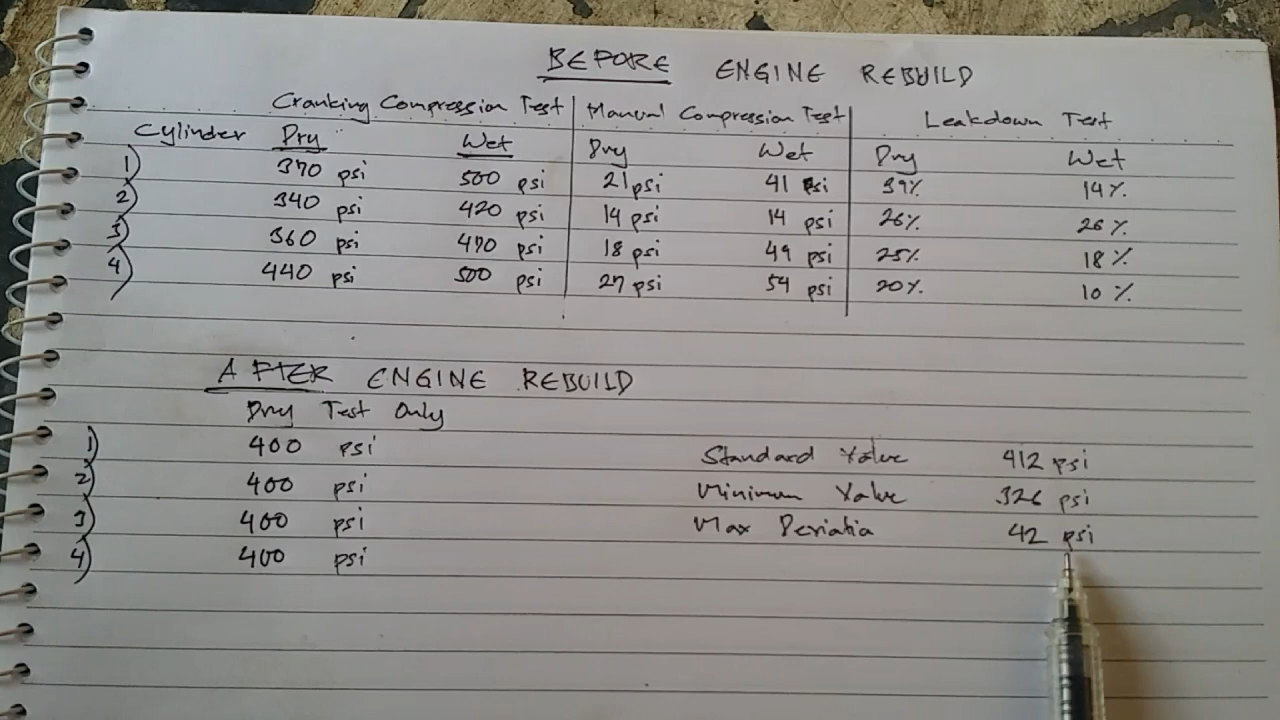 BEFORE ENGINE REBUILD
Cranking Compression Test Manual Compression Test Leakdown Test
Cylinder Dry Wet Dry Wet Dry Wet
1) 370 psi 500 psi 21 psi 41 psi 39% 14%
2) 340 psi 420 psi 14 psi 14 psi 26% 26%
3) 360 psi 470 psi 18 psi 49 psi 25% 18%
4) 440 psi 500 psi 27 psi 54 psi 20% 10%
AFTER ENGINE REBUILD
Dry Test Only
1) 400 psi Standard Value 412 psi
2) 400 psi Minimum Value 326 psi
3) 400 psi Max Deviatia 42 psi
4) 400 psi